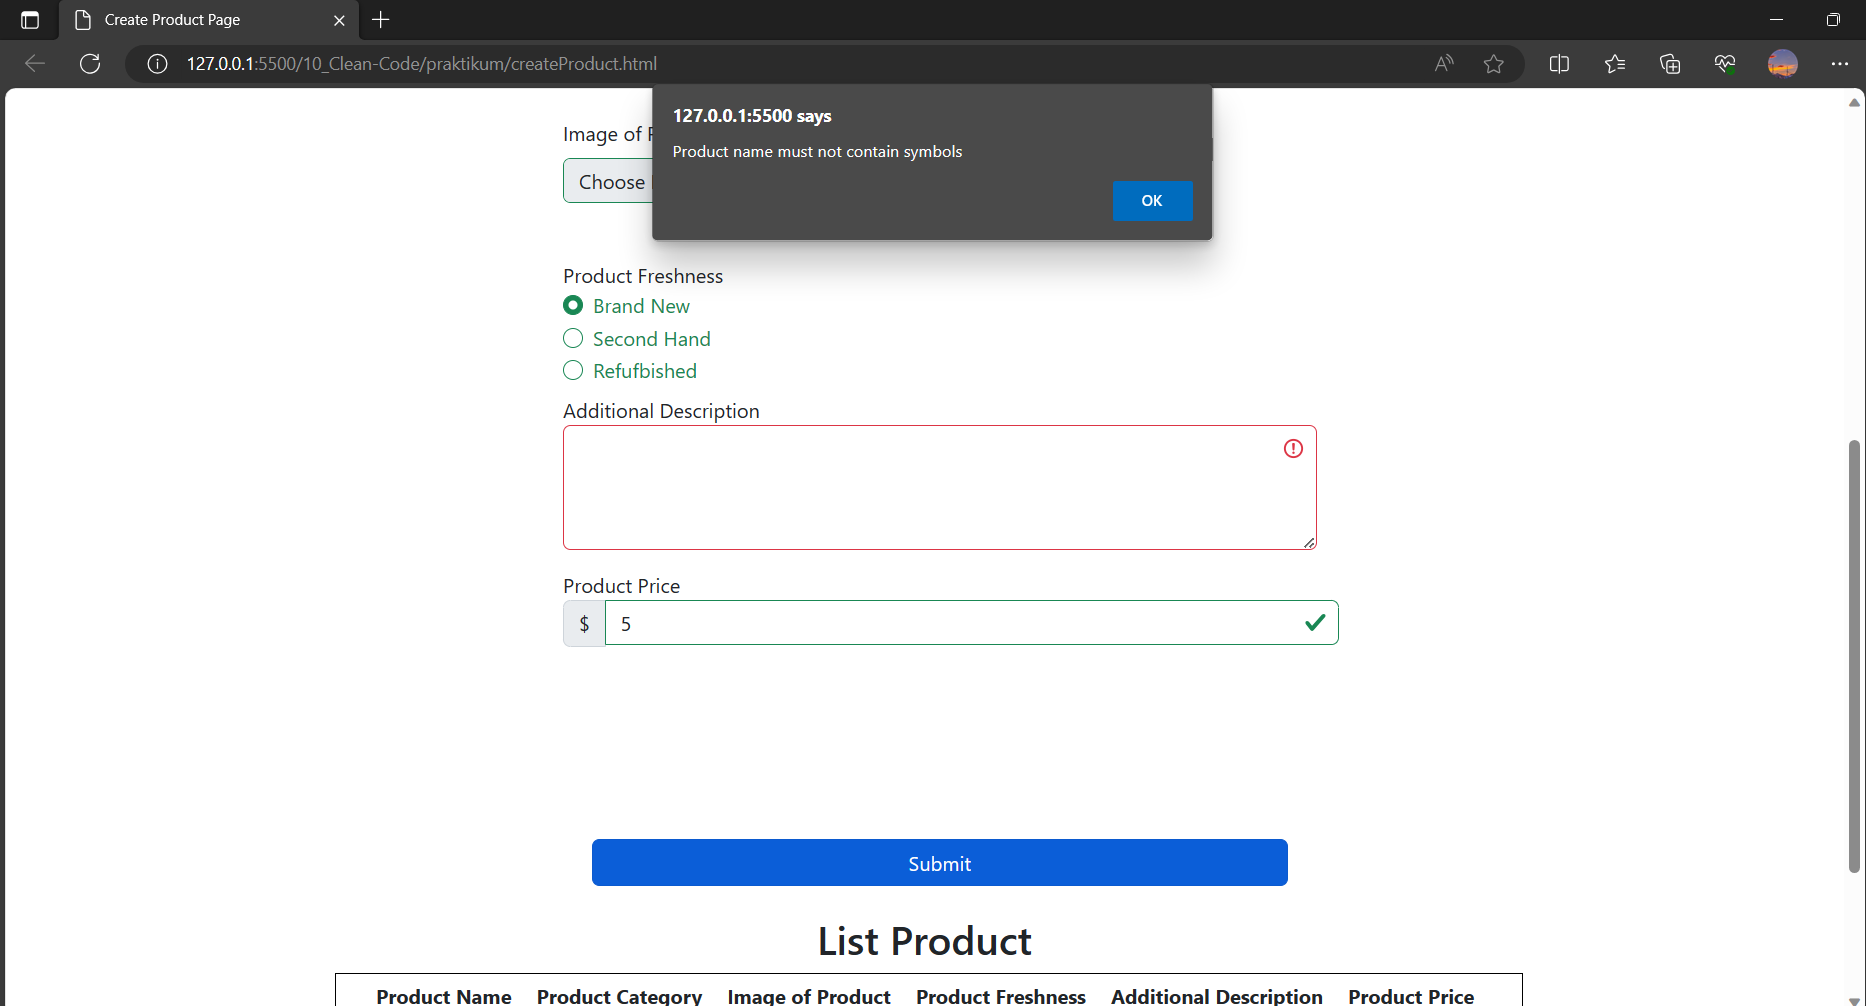 Create Product Page
127.0.0.1:5500/10_Clean-Code/praktikum/createProduct.html
127.0.0.1:5500 says
Product name must not contain symbols
OK
Image of
Choose
Product Freshness
Brand New
Second Hand
Refufbished
Additional Description
Product Price
$ 5
Submit
List Product
Product Name Product Category Image of Product Product Freshness Additional Description Product Price